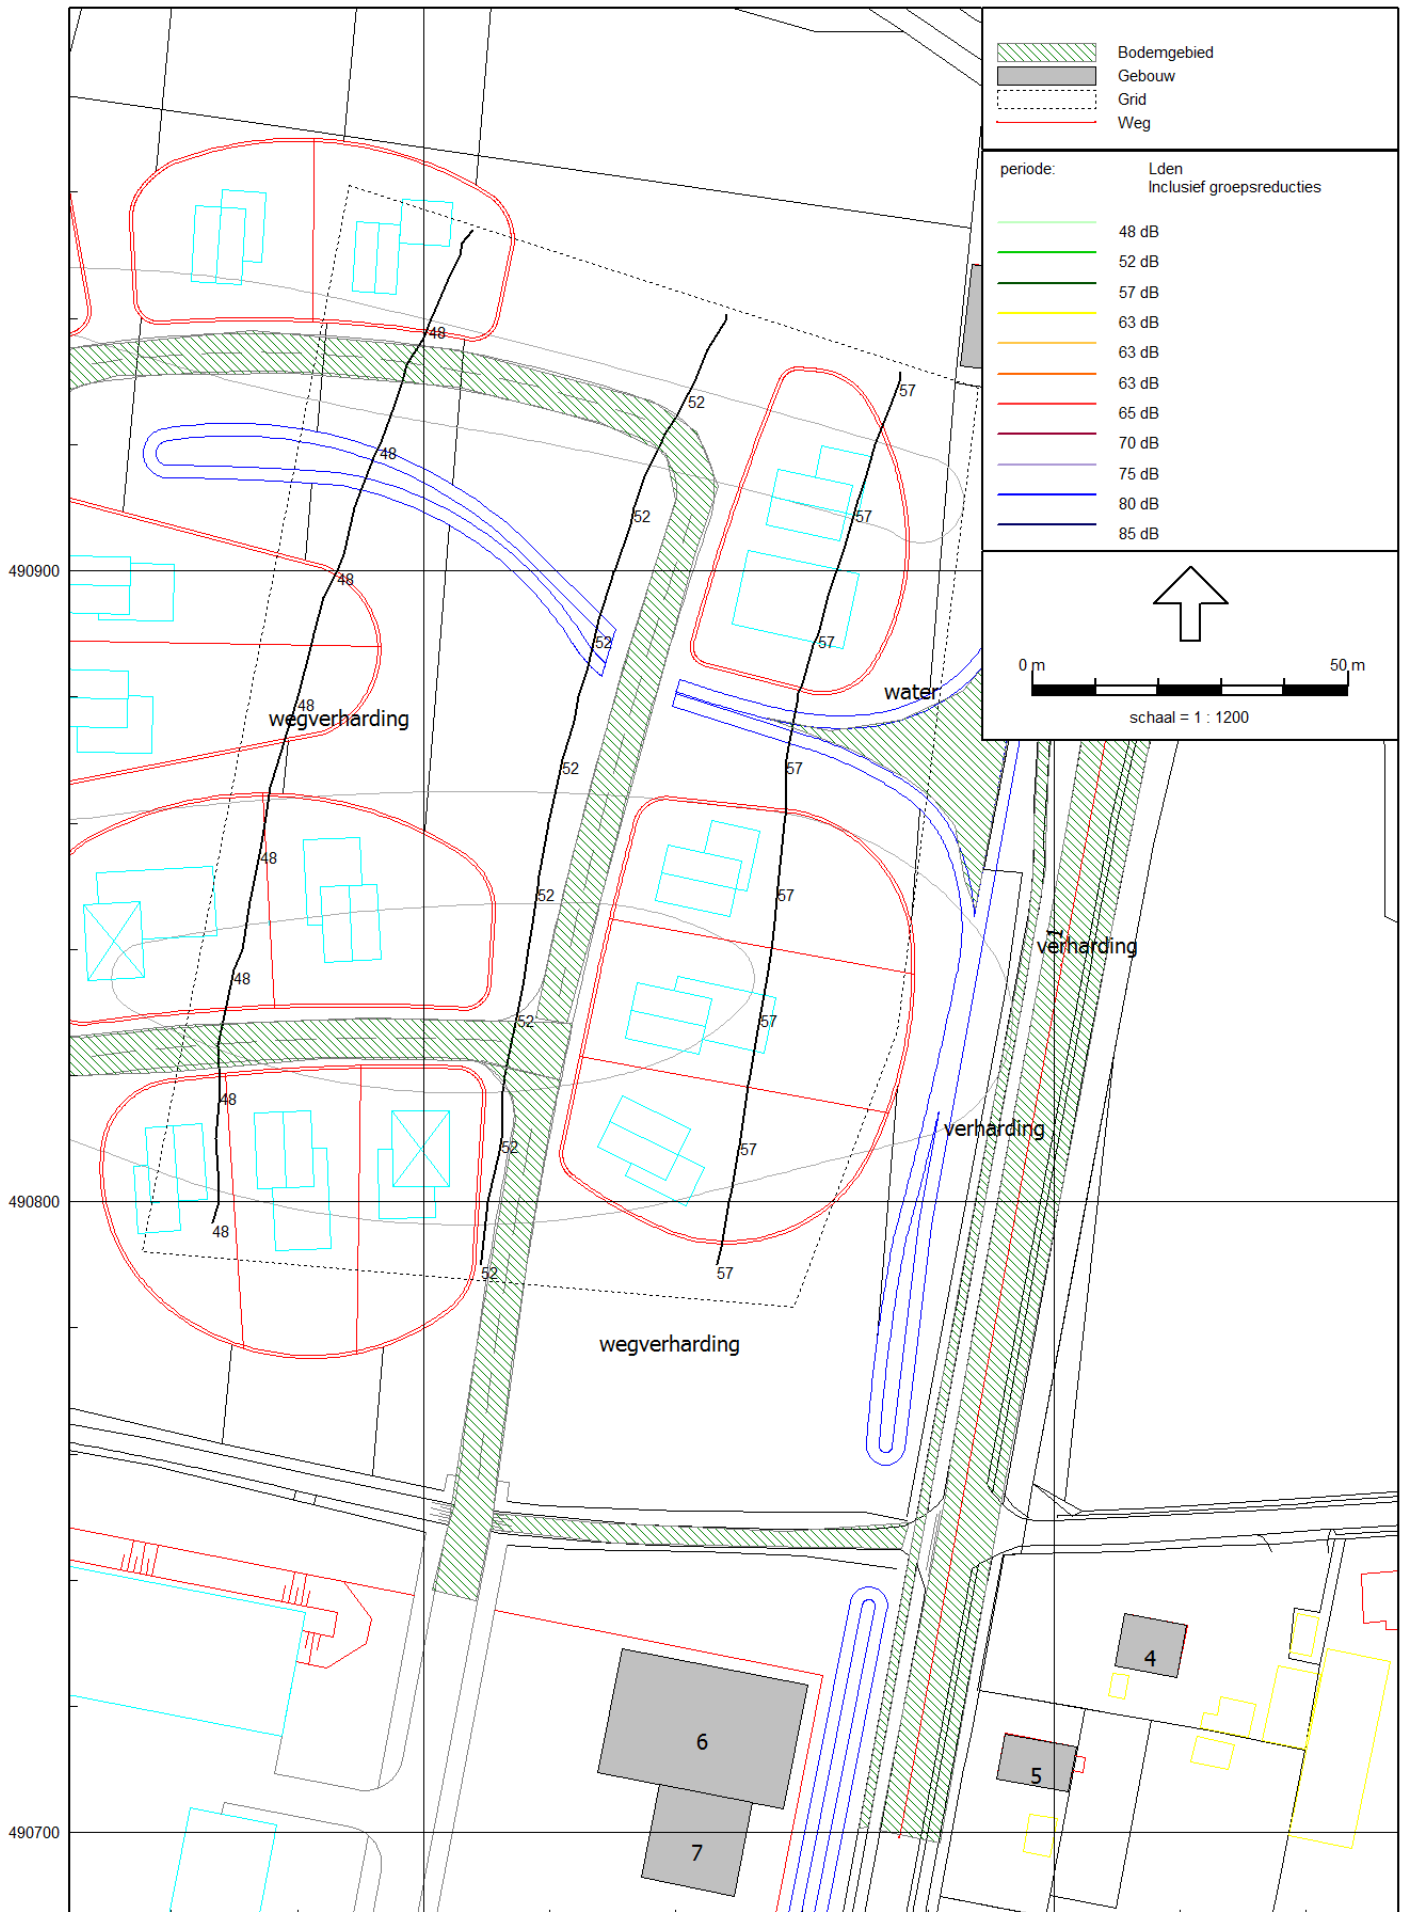 Bodemgebied
Gebouw
Grid
Weg
periode: Lden
Inclusief groepsreducties
48 dB
52 dB
57 dB
63 dB
63 dB
63 dB
65 dB
70 dB
75 dB
80 dB
85 dB
0 m 50 m
schaal = 1 : 1200
48
52
57
48
52
57
490900
48
52
57
water
48
wegverharding
52
57
48
52
57
1
verharding
48
52
57
48
verharding
52
57
490800
48
52
57
wegverharding
4
6
5
490700
7